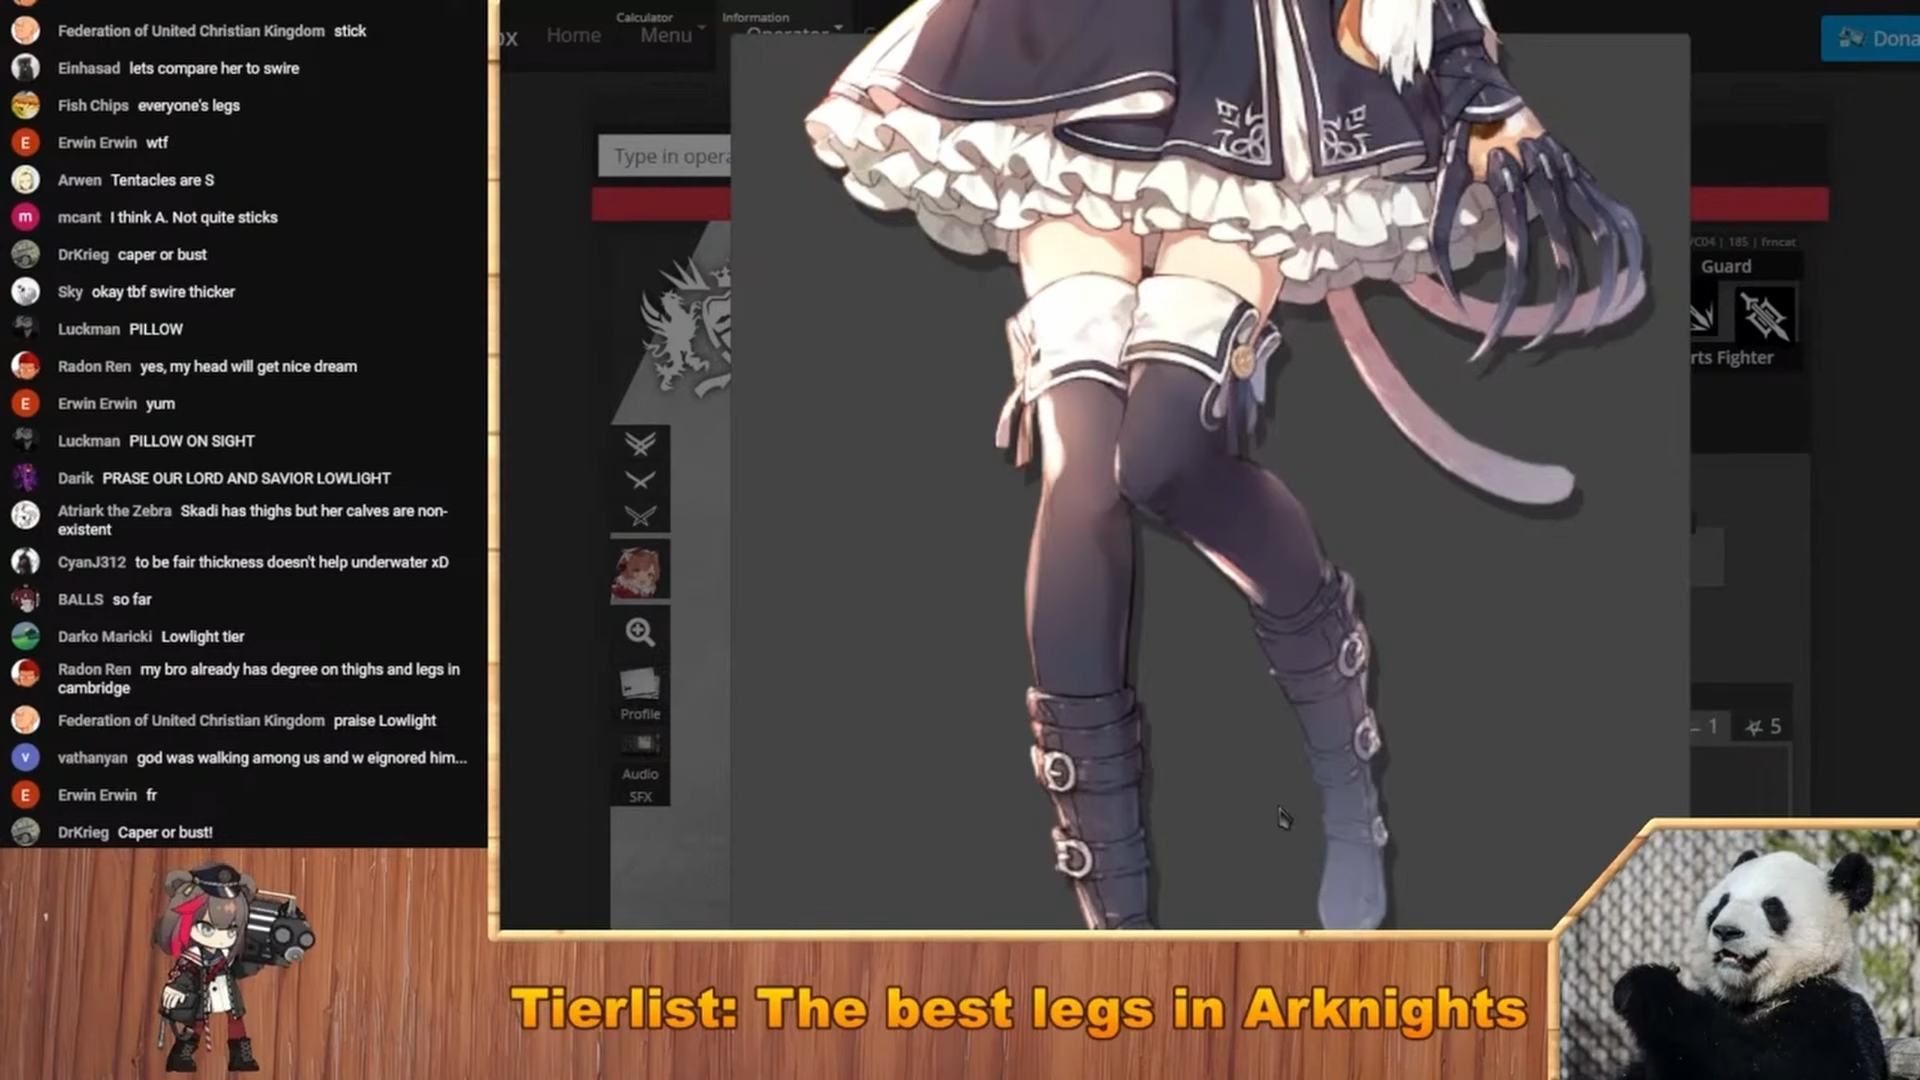 Federation of United Christian Kingdom stick
Einhasad lets compare her to swire
Fish Chips everyone's legs
E Erwin Erwin wtf
Arwen Tentacles are S
m mcant I think A. Not quite sticks
DrKrieg caper or bust
Sky okay tbf swire thicker
Luckman PILLOW
Radon Ren yes, my head will get nice dream
E Erwin Erwin yum
Luckman PILLOW ON SIGHT
Darik PRASE OUR LORD AND SAVIOR LOWLIGHT
Atriark the Zebra Skadi has thighs but her calves are non-
existent
CyanJ312 to be fair thickness doesn't help underwater xD
BALLS so far
Darko Maricki Lowlight tier
Radon Ren my bro already has degree on thighs and legs in
cambridge
Federation of United Christian Kingdom praise Lowlight
v vathanyan god was walking among us and w eignored him...
E Erwin Erwin fr
DrKrieg Caper or bust!
ox Home
Calculator
Menu
Information
Operator
Dona
Type in opera
VC04 | 185 | frncat
Guard
rts Fighter
Profile
Audio
SFX
1
5
Tierlist: The best legs in Arknights